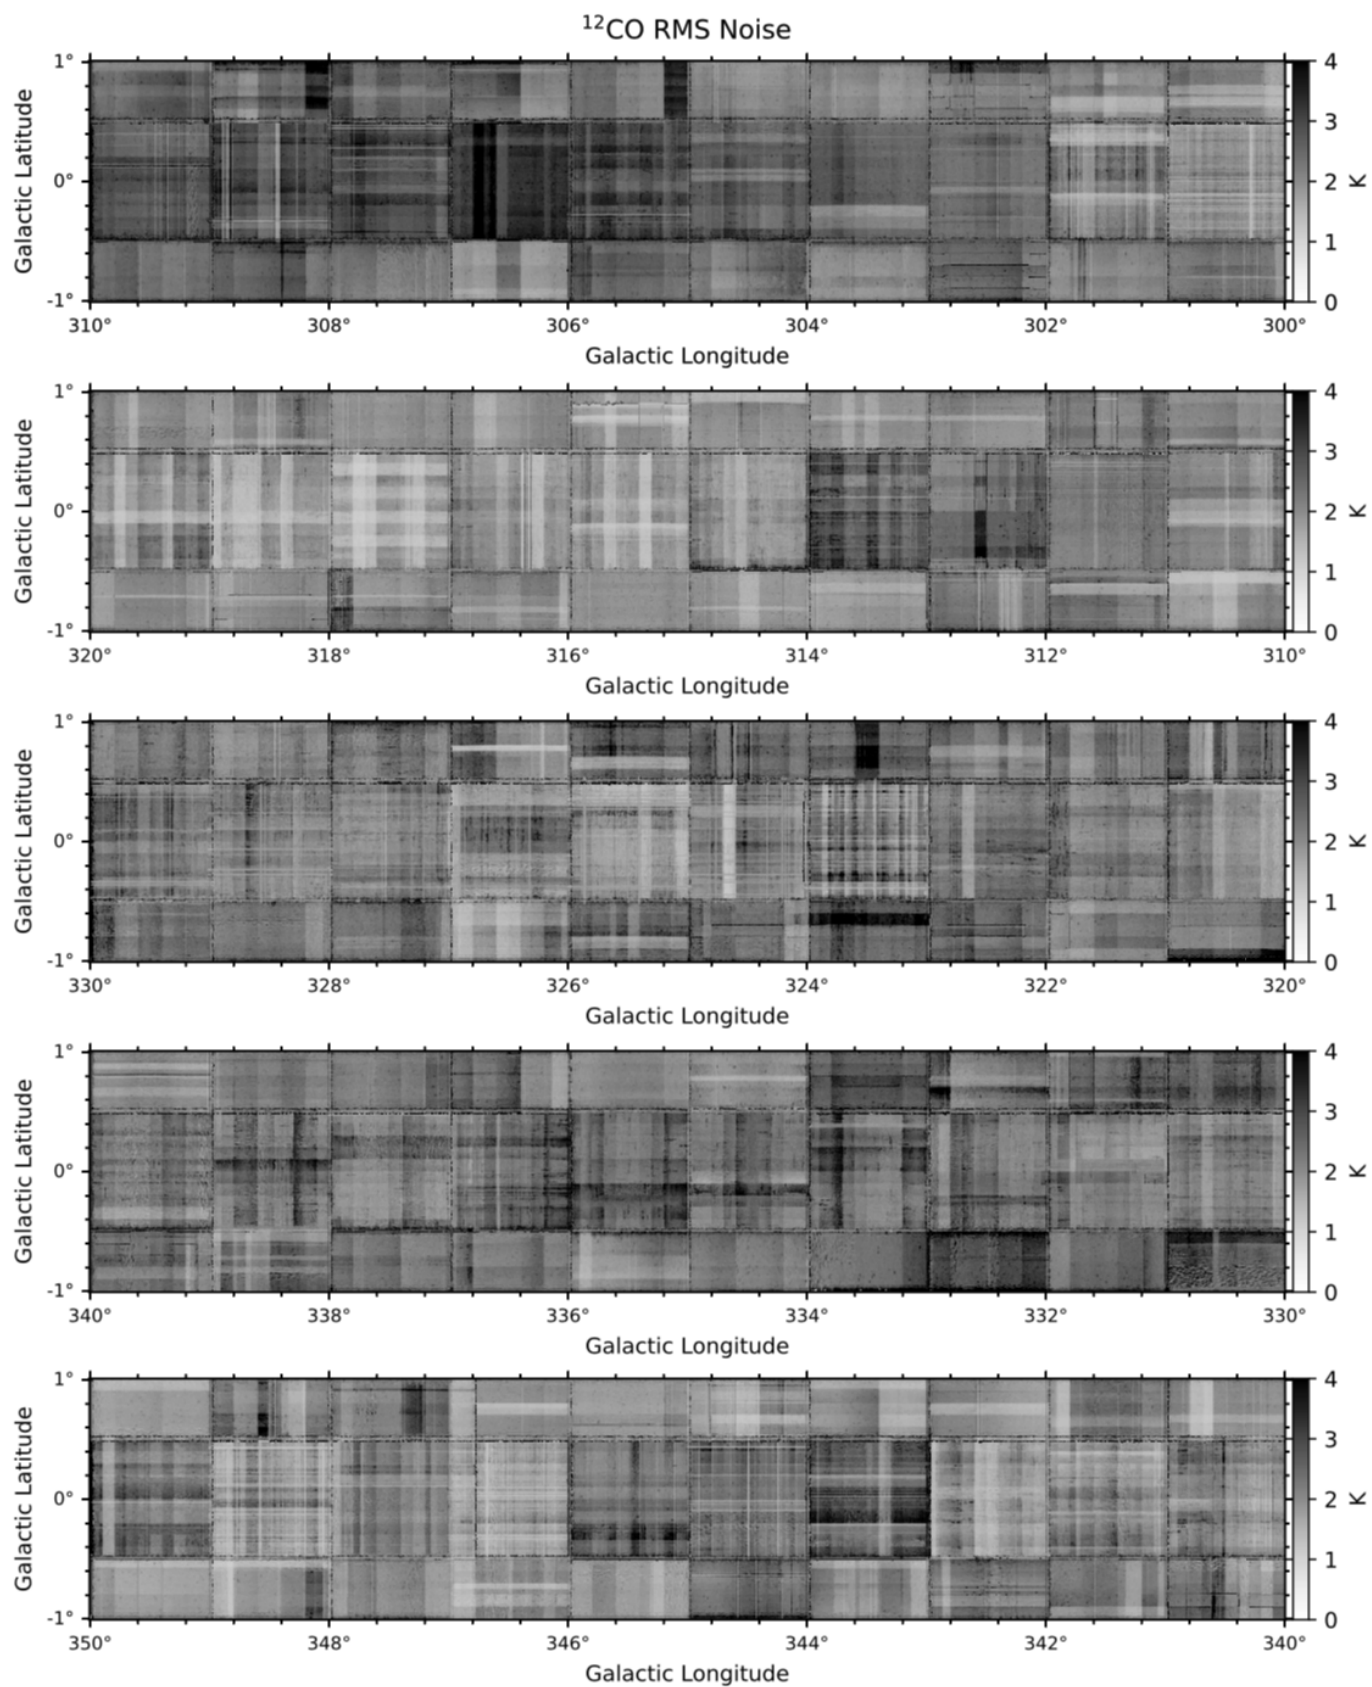 ¹²CO RMS Noise
Galactic Latitude
1°
0°
-1°
310° 308° 306° 304° 302° 300°
Galactic Longitude
4
3
2
1
0
K
Galactic Latitude
1°
0°
-1°
320° 318° 316° 314° 312° 310°
Galactic Longitude
4
3
2
1
0
K
Galactic Latitude
1°
0°
-1°
330° 328° 326° 324° 322° 320°
Galactic Longitude
4
3
2
1
0
K
Galactic Latitude
1°
0°
-1°
340° 338° 336° 334° 332° 330°
Galactic Longitude
4
3
2
1
0
K
Galactic Latitude
1°
0°
-1°
350° 348° 346° 344° 342° 340°
Galactic Longitude
4
3
2
1
0
K